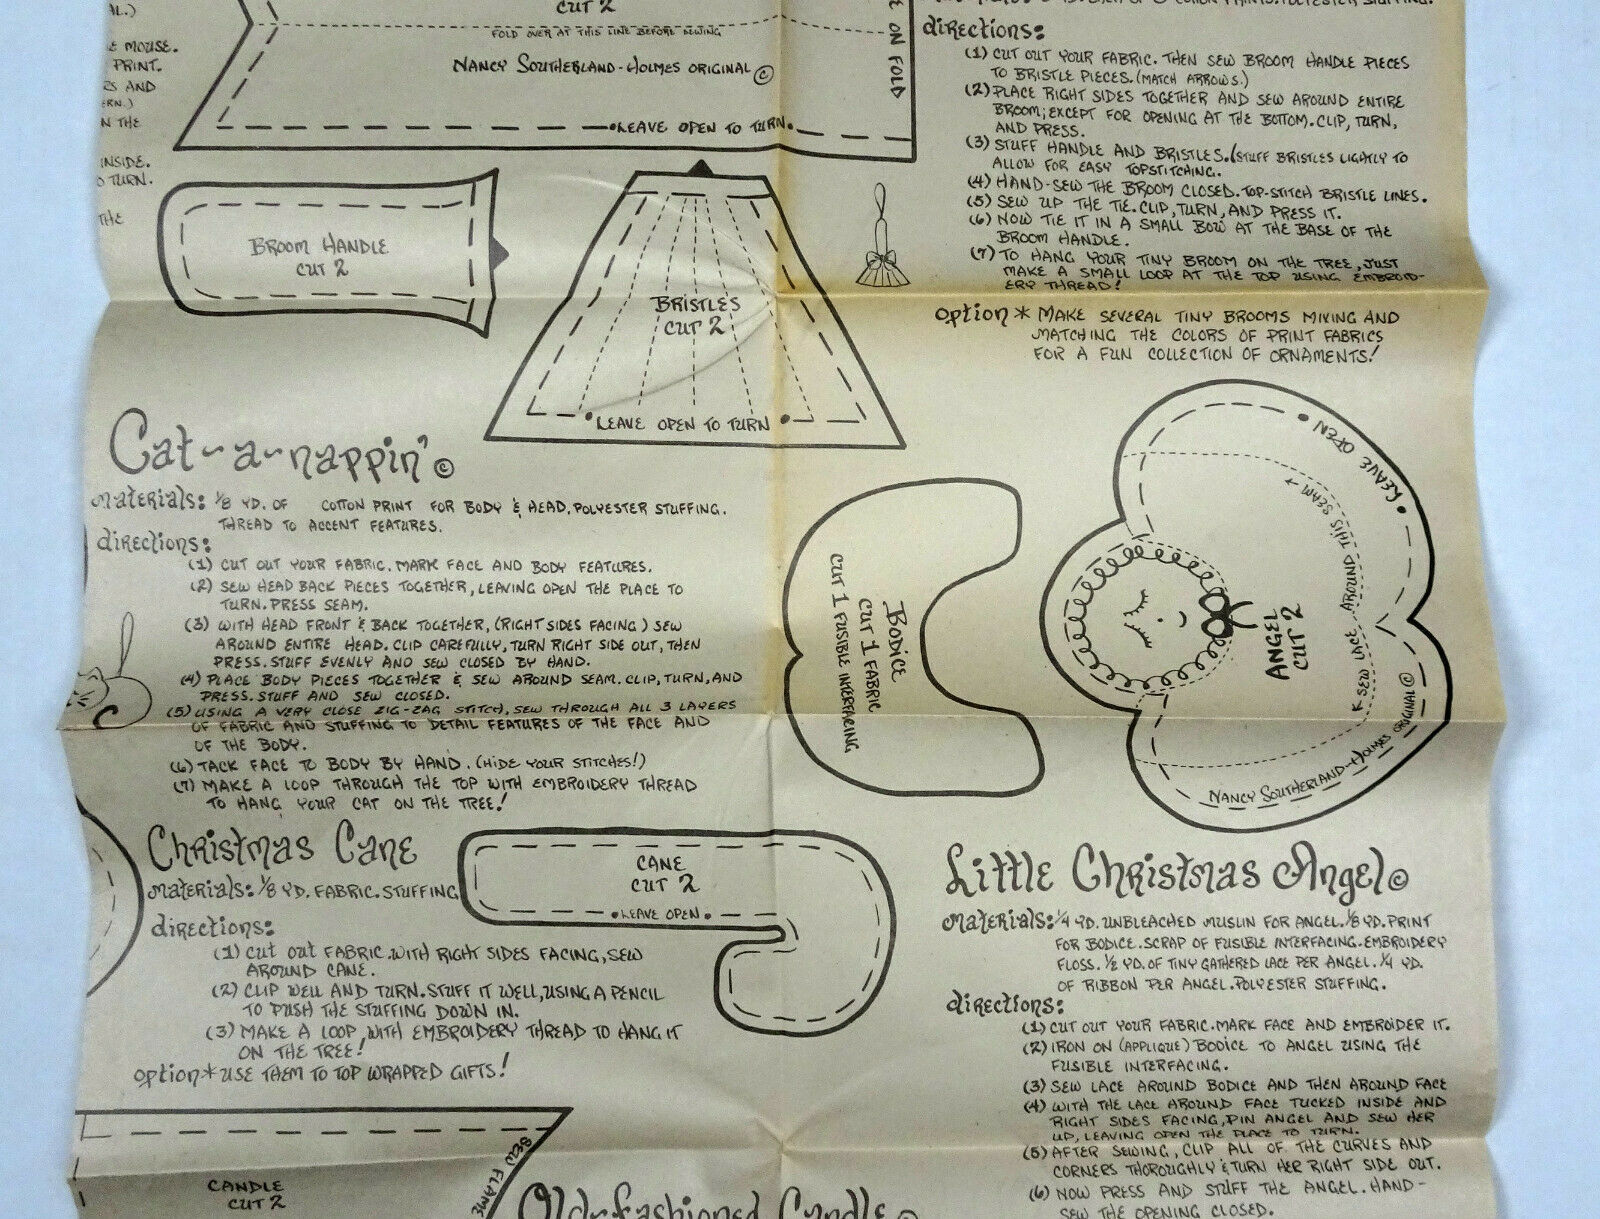 AL.)
E MOUSE.
PRINT.
RS AND
ERN.)
N THE
INSIDE.
O TURN.
THE
CUT 2
FOLD OVER AT THIS LINE BEFORE SEWING
NANCY SOUTHERLAND-HOLMES ORIGINAL ©
E ON FOLD
LEAVE OPEN TO TURN
directions:
(1) CUT OUT YOUR FABRIC. THEN SEW BROOM HANDLE PIECES
TO BRISTLE PIECES. (MATCH ARROWS.)
(2) PLACE RIGHT SIDES TOGETHER AND SEW AROUND ENTIRE
BROOM; EXCEPT FOR OPENING AT THE BOTTOM. CLIP, TURN,
AND PRESS.
(3) STUFF HANDLE AND BRISTLES. (STUFF BRISTLES LIGHTLY TO
ALLOW FOR EASY TOPSTITCHING.
(4) HAND-SEW THE BROOM CLOSED. TOP-STITCH BRISTLE LINES.
(5) SEW UP THE TIE. CLIP, TURN, AND PRESS IT.
(6) NOW TIE IT IN A SMALL BOW AT THE BASE OF THE
BROOM HANDLE.
(7) TO HANG YOUR TINY BROOM ON THE TREE, JUST
MAKE A SMALL LOOP AT THE TOP USING EMBROID-
ERY THREAD!
option * MAKE SEVERAL TINY BROOMS MIXING AND
MATCHING THE COLORS OF PRINT FABRICS
FOR A FUN COLLECTION OF ORNAMENTS!
BROOM HANDLE
CUT 2
BRISTLES
CUT 2
LEAVE OPEN TO TURN
Cat-a-nappin' ©
materials: 1/8 YD. OF COTTON PRINT FOR BODY & HEAD. POLYESTER STUFFING.
THREAD TO ACCENT FEATURES.
directions:
(1) CUT OUT YOUR FABRIC. MARK FACE AND BODY FEATURES.
(2) SEW HEAD BACK PIECES TOGETHER, LEAVING OPEN THE PLACE TO
TURN. PRESS SEAM.
(3) WITH HEAD FRONT & BACK TOGETHER, (RIGHT SIDES FACING) SEW
AROUND ENTIRE HEAD. CLIP CAREFULLY, TURN RIGHT SIDE OUT, THEN
PRESS. STUFF EVENLY AND SEW CLOSED BY HAND.
(4) PLACE BODY PIECES TOGETHER & SEW AROUND SEAM. CLIP, TURN, AND
PRESS. STUFF AND SEW CLOSED.
(5) USING A VERY CLOSE ZIG-ZAG STITCH, SEW THROUGH ALL 3 LAYERS
OF FABRIC AND STUFFING TO DETAIL FEATURES OF THE FACE AND
OF THE BODY.
(6) TACK FACE TO BODY BY HAND. (HIDE YOUR STITCHES!)
(7) MAKE A LOOP THROUGH THE TOP WITH EMBROIDERY THREAD
TO HANG YOUR CAT ON THE TREE!
BODICE
CUT 1 FABRIC
CUT 1 FUSIBLE INTERFACING
LEAVE OPEN
SEW LACE AROUND THIS SEAM
ANGEL
CUT 2
NANCY SOUTHERLAND-HOLMES ORIGINAL ©
Christmas Cane
materials: 1/8 YD. FABRIC. STUFFING
directions:
(1) CUT OUT FABRIC. WITH RIGHT SIDES FACING, SEW
AROUND CANE.
(2) CLIP WELL AND TURN. STUFF IT WELL, USING A PENCIL
TO PUSH THE STUFFING DOWN IN.
(3) MAKE A LOOP WITH EMBROIDERY THREAD TO HANG IT
ON THE TREE!
option * USE THEM TO TOP WRAPPED GIFTS!
CANE
CUT 2
LEAVE OPEN
Little Christmas Angel ©
materials: 1/4 YD. UNBLEACHED MUSLIN FOR ANGEL. 1/8 YD. PRINT
FOR BODICE. SCRAP OF FUSIBLE INTERFACING. EMBROIDERY
FLOSS. 1/2 YD. OF TINY GATHERED LACE PER ANGEL. 1/4 YD.
OF RIBBON PER ANGEL. POLYESTER STUFFING.
directions:
(1) CUT OUT YOUR FABRIC. MARK FACE AND EMBROIDER IT.
(2) IRON ON (APPLIQUE) BODICE TO ANGEL USING THE
FUSIBLE INTERFACING.
(3) SEW LACE AROUND BODICE AND THEN AROUND FACE
(4) WITH THE LACE AROUND FACE TUCKED INSIDE AND
RIGHT SIDES FACING, PIN ANGEL AND SEW HER
UP, LEAVING OPEN THE PLACE TO TURN.
(5) AFTER SEWING, CLIP ALL OF THE CURVES AND
CORNERS THOROUGHLY & TURN HER RIGHT SIDE OUT.
(6) NOW PRESS AND STUFF THE ANGEL. HAND-
SEW THE OPENING CLOSED.
CANDLE
CUT 2
SEW FLAME
Old-fashioned Candle ©